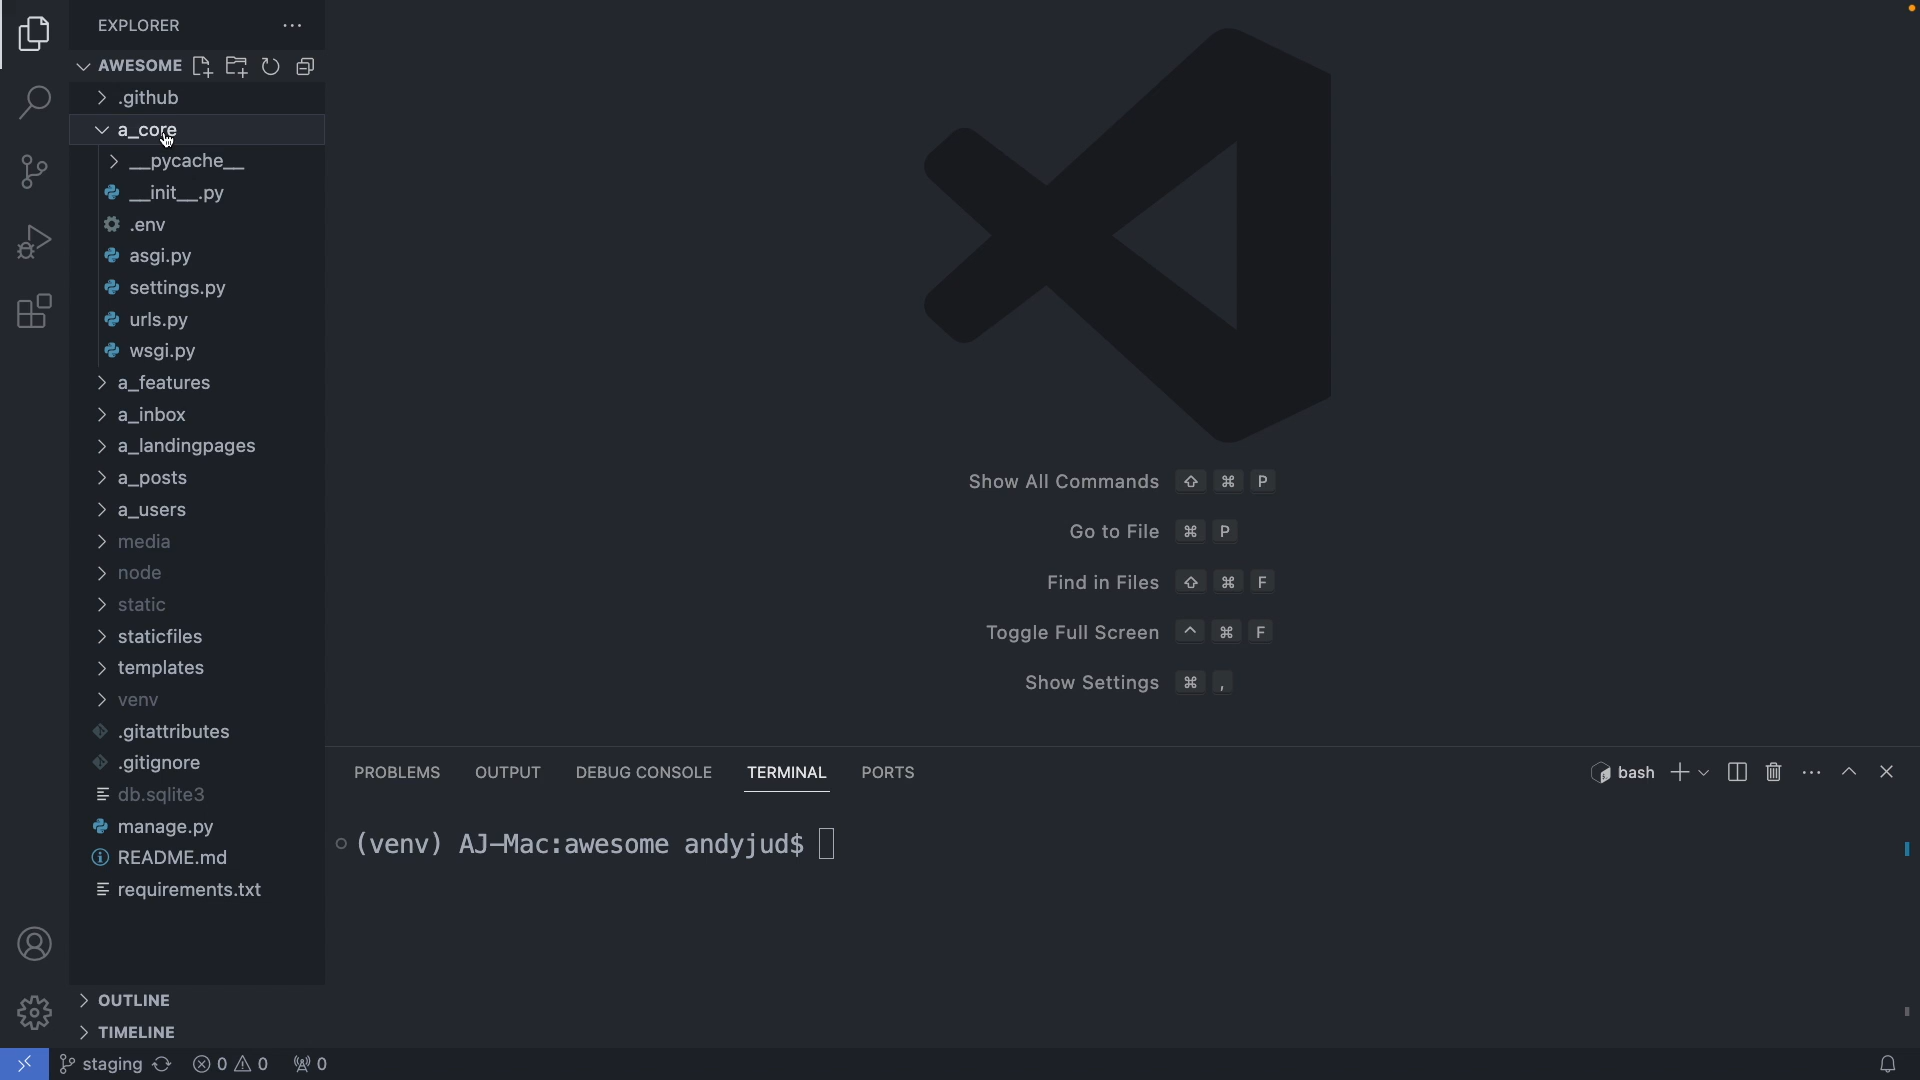 EXPLORER
AWESOME
.github
a_core
__pycache__
__init__.py
.env
asgi.py
settings.py
urls.py
wsgi.py
a_features
a_inbox
a_landingpages
a_posts
a_users
media
node
static
staticfiles
templates
venv
.gitattributes
.gitignore
db.sqlite3
manage.py
README.md
requirements.txt
OUTLINE
TIMELINE
Show All Commands ⇧ ⌘ P
Go to File ⌘ P
Find in Files ⇧ ⌘ F
Toggle Full Screen ⌃ ⌘ F
Show Settings ⌘ ,
PROBLEMS OUTPUT DEBUG CONSOLE TERMINAL PORTS bash
(venv) AJ-Mac:awesome andyjud$
staging 0 0 0